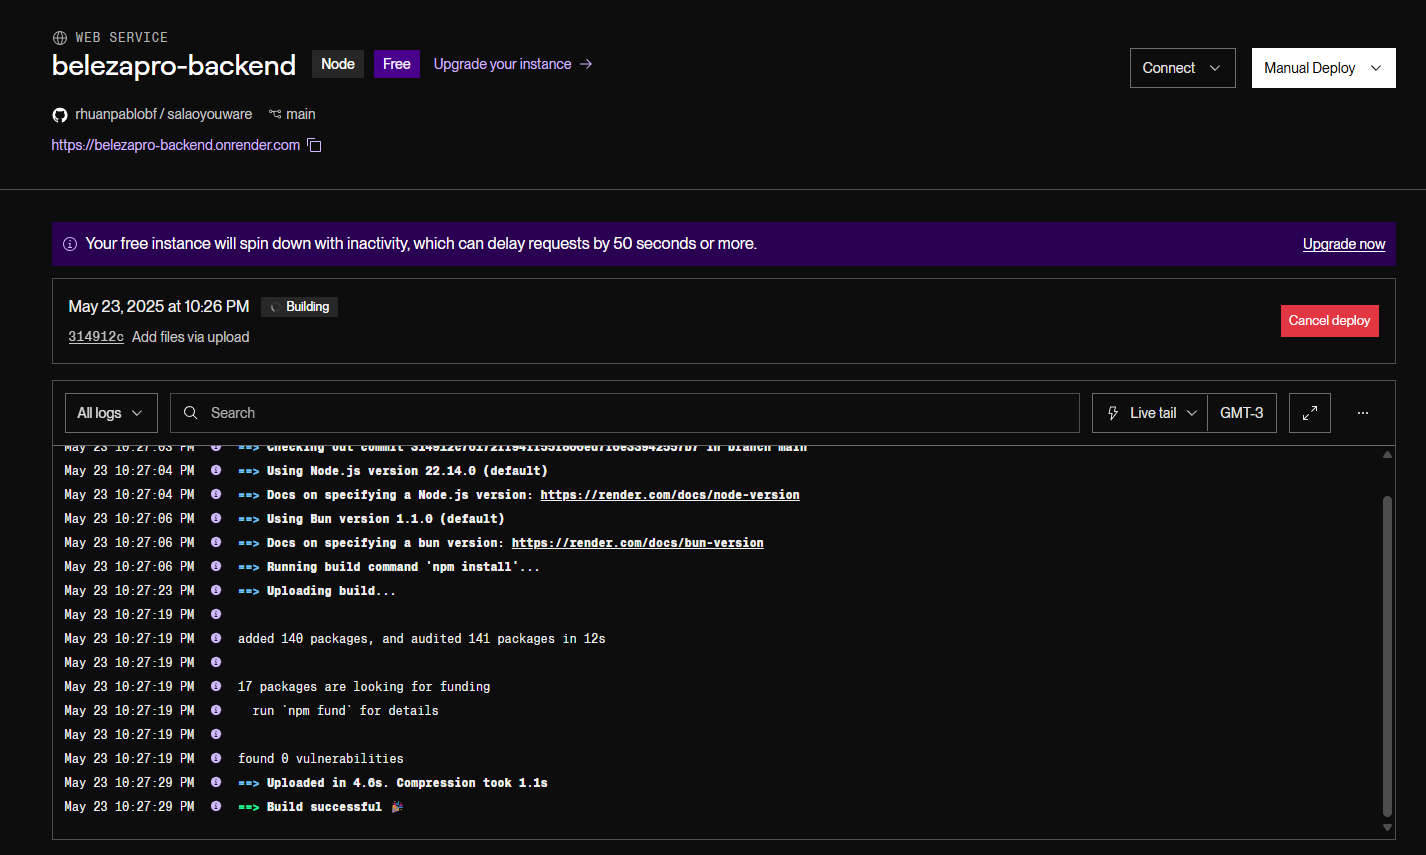 WEB SERVICE
belezapro-backend Node Free Upgrade your instance →
Connect Manual Deploy
rhuanpablobf / salaoyouware main
https://belezapro-backend.onrender.com
Your free instance will spin down with inactivity, which can delay requests by 50 seconds or more. Upgrade now
May 23, 2025 at 10:26 PM Building
Cancel deploy
314912c Add files via upload
All logs Search Live tail GMT-3 ...
May 23 10:27:03 PM ==> Checking out commit in branch main
May 23 10:27:04 PM ==> Using Node.js version 22.14.0 (default)
May 23 10:27:04 PM ==> Docs on specifying a Node.js version: https://render.com/docs/node-version
May 23 10:27:06 PM ==> Using Bun version 1.1.0 (default)
May 23 10:27:06 PM ==> Docs on specifying a bun version: https://render.com/docs/bun-version
May 23 10:27:06 PM ==> Running build command 'npm install'...
May 23 10:27:23 PM ==> Uploading build...
May 23 10:27:19 PM
May 23 10:27:19 PM added 140 packages, and audited 141 packages in 12s
May 23 10:27:19 PM
May 23 10:27:19 PM 17 packages are looking for funding
May 23 10:27:19 PM run `npm fund` for details
May 23 10:27:19 PM
May 23 10:27:19 PM found 0 vulnerabilities
May 23 10:27:29 PM ==> Uploaded in 4.6s. Compression took 1.1s
May 23 10:27:29 PM ==> Build successful 🎉